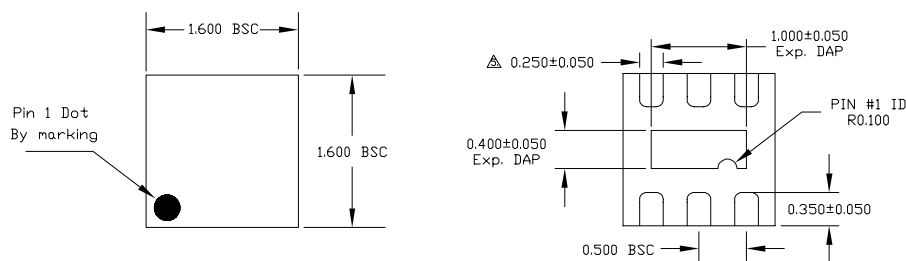 1.600 BSC
Pin 1 Dot
By marking
1.600 BSC
1.000±0.050
Exp. DAP
0.250±0.050
PIN #1 ID
R0.100
0.400±0.050
Exp. DAP
0.350±0.050
0.500 BSC